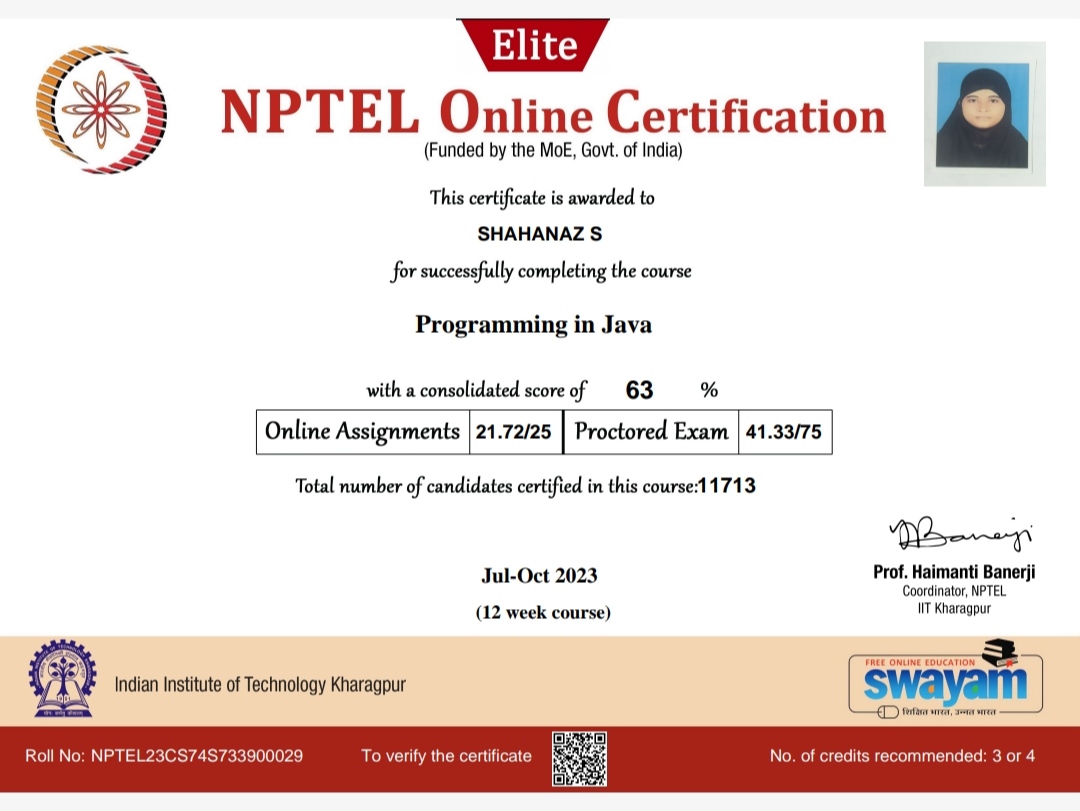 Elite
NPTEL Online Certification
(Funded by the MoE, Govt. of India)
This certificate is awarded to
SHAHANAZ S
for successfully completing the course
Programming in Java
with a consolidated score of 63 %
Online Assignments 21.72/25 Proctored Exam 41.33/75
Total number of candidates certified in this course:11713
Jul-Oct 2023
(12 week course)
Prof. Haimanti Banerji
Coordinator, NPTEL
IIT Kharagpur
Indian Institute of Technology Kharagpur
FREE ONLINE EDUCATION
swayam
शिक्षित भारत, उन्नत भारत
Roll No: NPTEL23CS74S733900029 To verify the certificate No. of credits recommended: 3 or 4